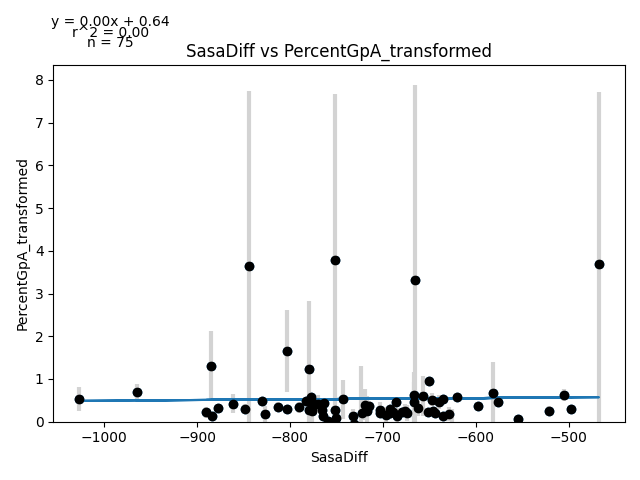 y = 0.00x + 0.64
r^2 = 0.00
n = 75
SasaDiff vs PercentGpA_transformed
PercentGpA_transformed
8
7
6
5
4
3
2
1
0
−1000 −900 −800 −700 −600 −500
SasaDiff